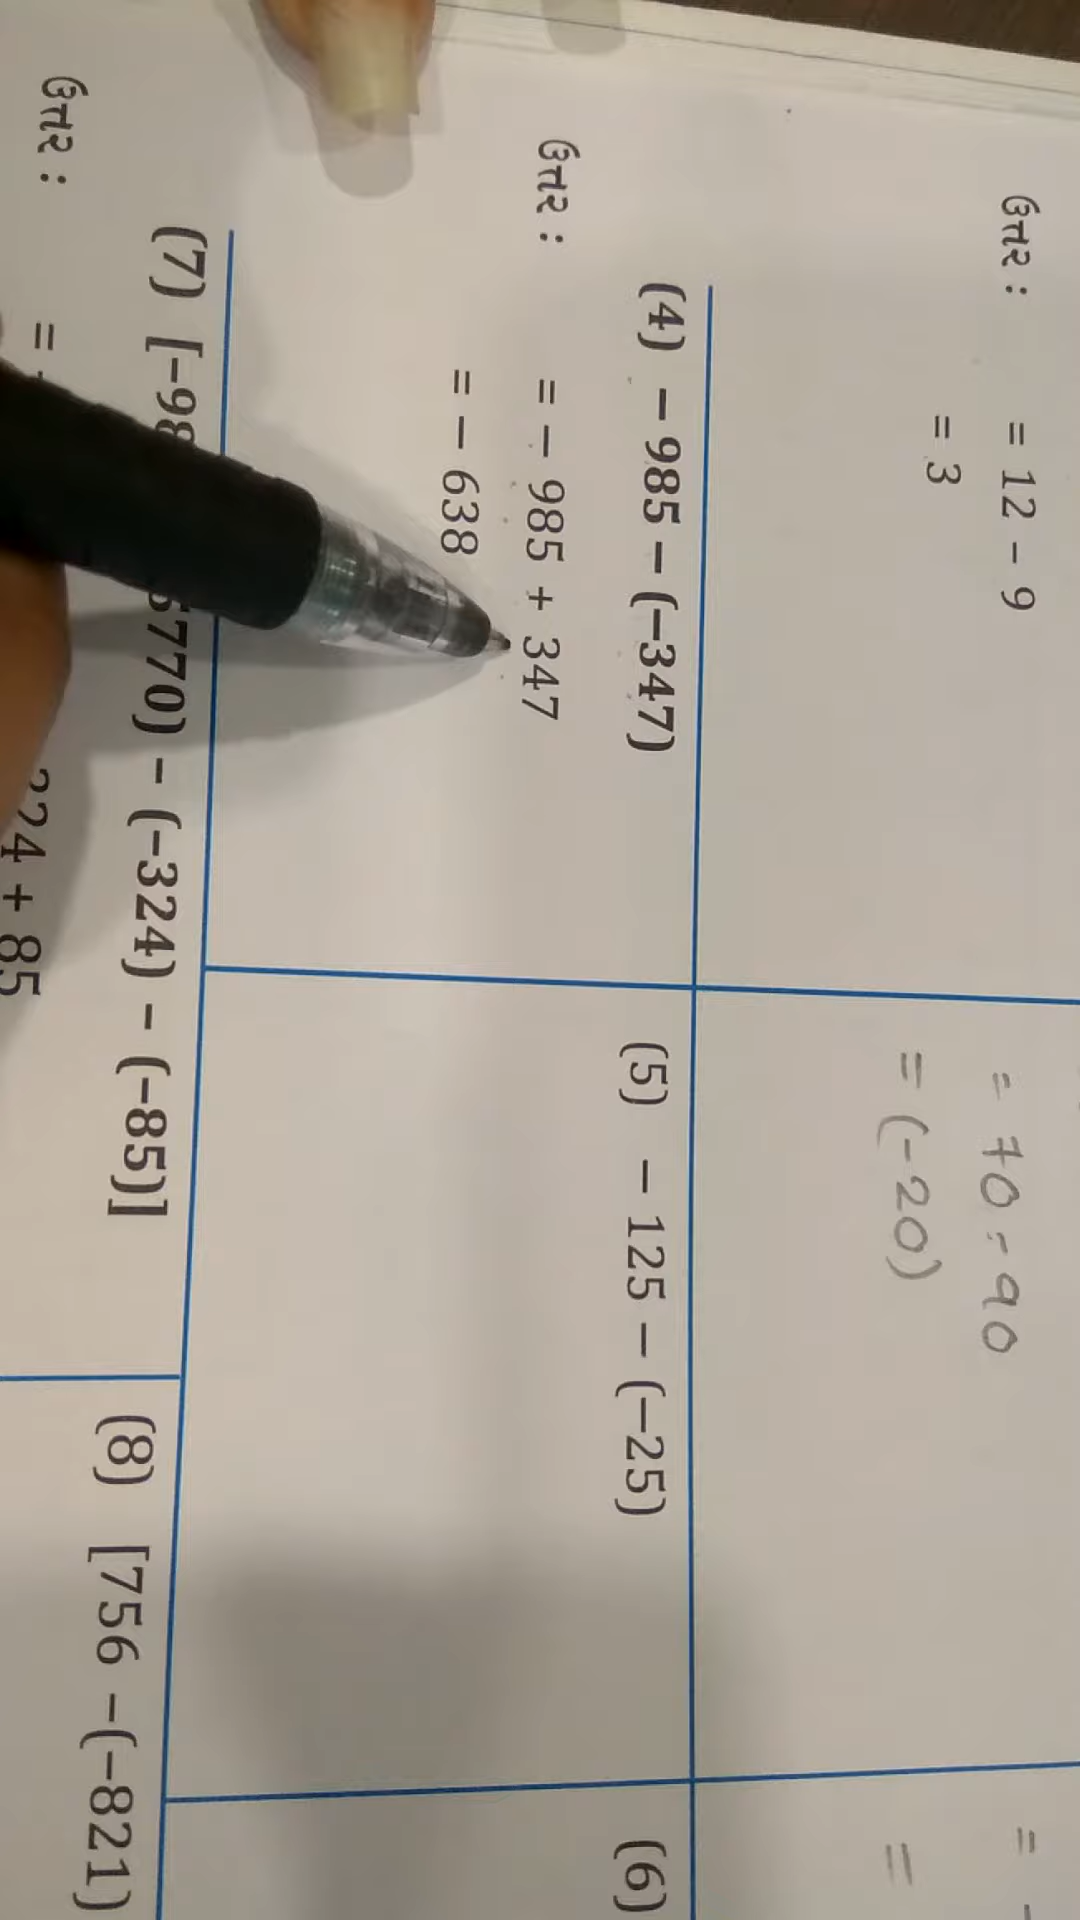 ઉત્તર : = 12 − 9
= 3
= 70 - 90
= (-20)
=
=
(4) − 985 − (−347)
ઉત્તર : = − 985 + 347
= − 638
(5) − 125 − (−25)
(6)
(7) [−98 770) − (−324) − (−85)]
ઉત્તર : = 324 + 85
(8) [756 −(−821)